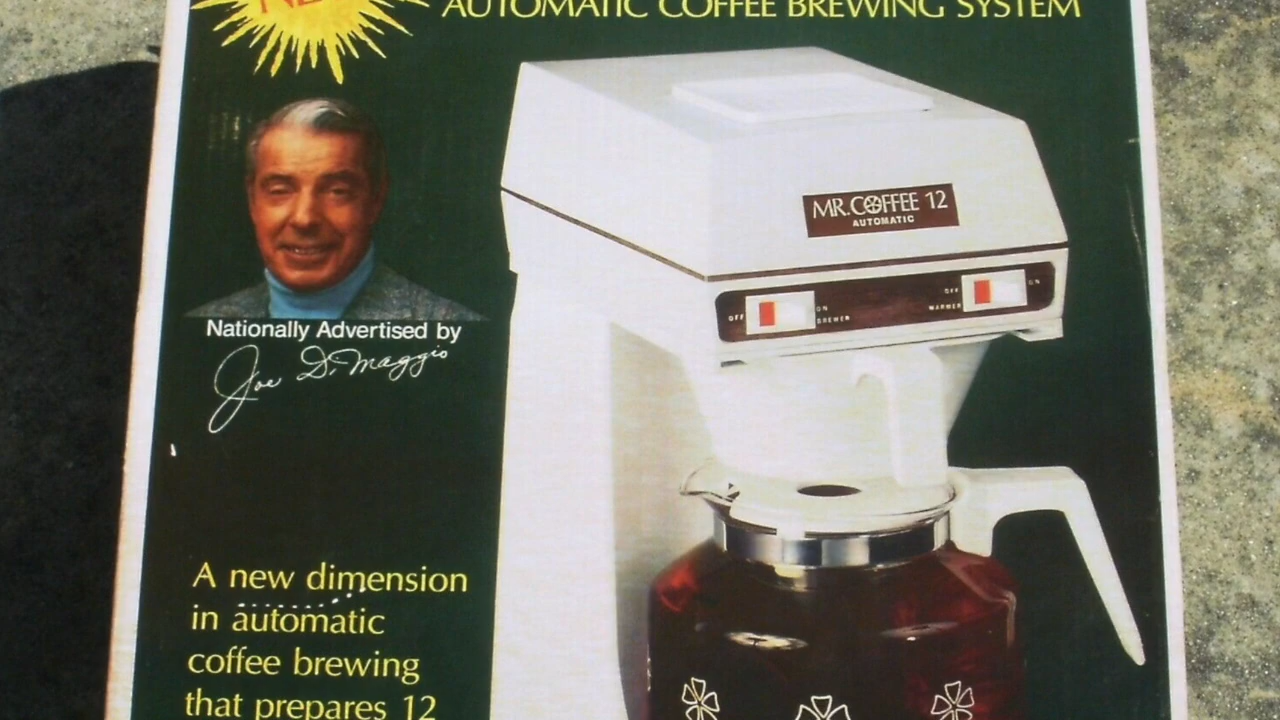 NEW
AUTOMATIC COFFEE BREWING SYSTEM
MR. COFFEE 12
AUTOMATIC
OFF
ON
BREWER
OFF
WARMER
ON
Nationally Advertised by
Joe DiMaggio
A new dimension
in automatic
coffee brewing
that prepares 12